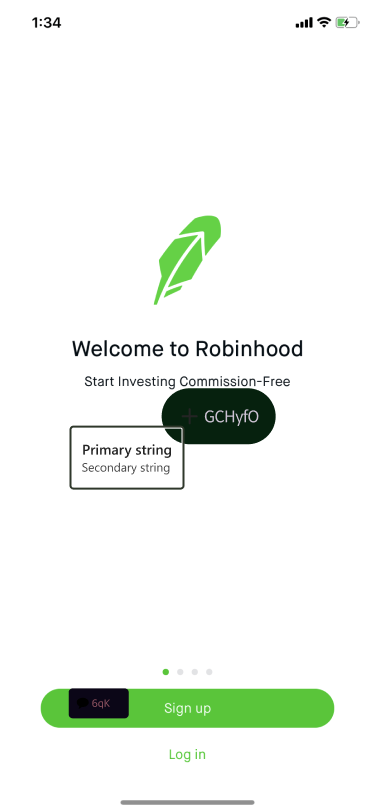 1:34
Welcome to Robinhood
Start Investing Commission-Free
GCHyfO
Primary string
Secondary string
6qK
Sign up
Log in